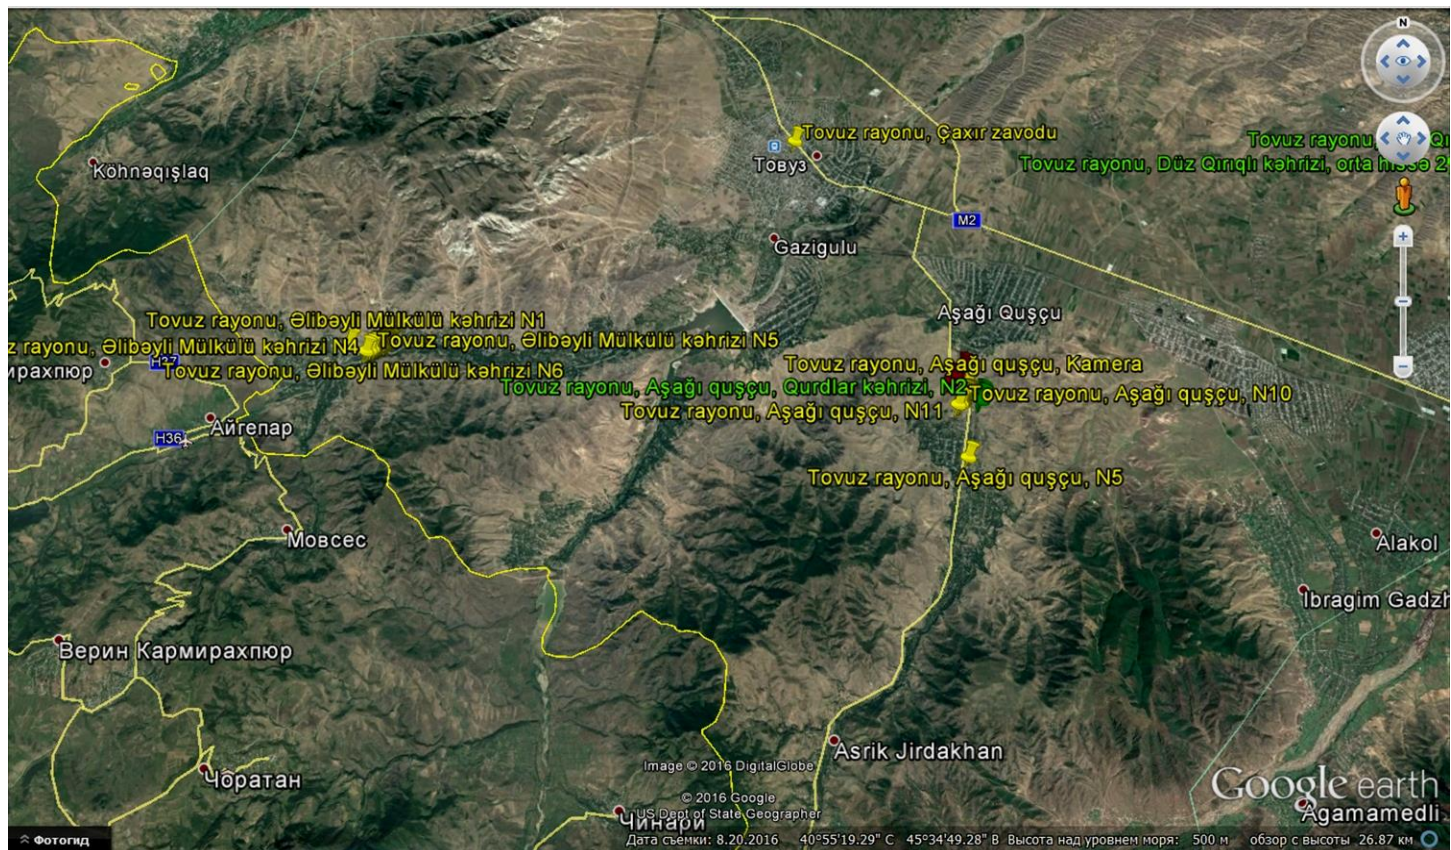 N
Tovuz rayonu, Çaxır zavodu
Tovuz rayonu,
Товуз
Tovuz rayonu, Düz Qırıqlı kəhrizi, orta hissə 2
Köhnəqışlaq
M2
Gazigulu
Tovuz rayonu, Əlibəyli Mülkülü kəhrizi N1
Aşağı Quşçu
z rayonu, Əlibəyli Mülkülü kəhrizi N4
Tovuz rayonu, Əlibəyli Mülkülü kəhrizi N5
H37
ирахпюр
Tovuz rayonu, Əlibəyli Mülkülü kəhrizi N6
Tovuz rayonu, Aşağı quşçu, Kamera
Tovuz rayonu, Aşağı quşçu, Qurdlar kəhrizi, N2
Tovuz rayonu, Aşağı quşçu, N10
Tovuz rayonu, Aşağı quşçu, N11
Айгепар
H36
Tovuz rayonu, Aşağı quşçu, N5
Мовсес
Alakol
Ibragim Gadzh
Верин Кармирахпюр
Asrik Jirdakhan
Чоратан
Image © 2016 DigitalGlobe
Google earth
© 2016 Google
US Dept of State Geographer
Чинари
Agamamedli
Фотогид
Дата съемки: 8.20.2016 40°55'19.29" С 45°34'49.28" В Высота над уровнем моря: 500 м обзор с высоты 26.87 км